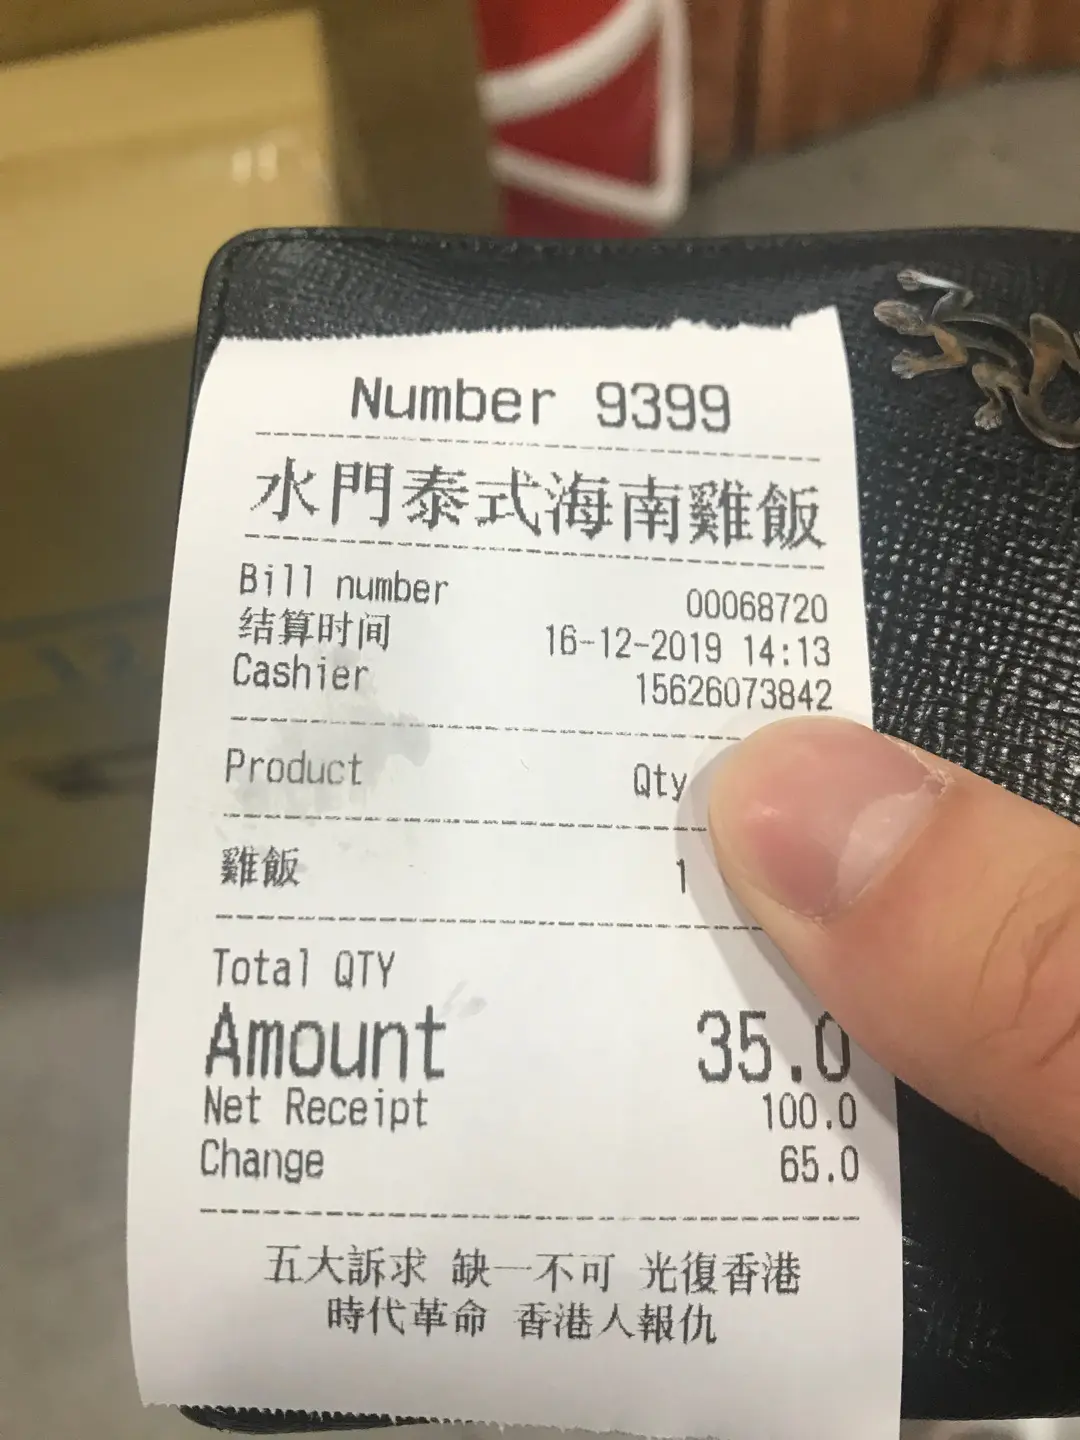 Number 9399
水門泰式海南雞飯
Bill number 00068720
结算时间 16-12-2019 14:13
Cashier 15626073842
Product Qty
雞飯 1
Total QTY
Amount 35.0
Net Receipt 100.0
Change 65.0
五大訴求 缺一不可 光復香港
時代革命 香港人報仇